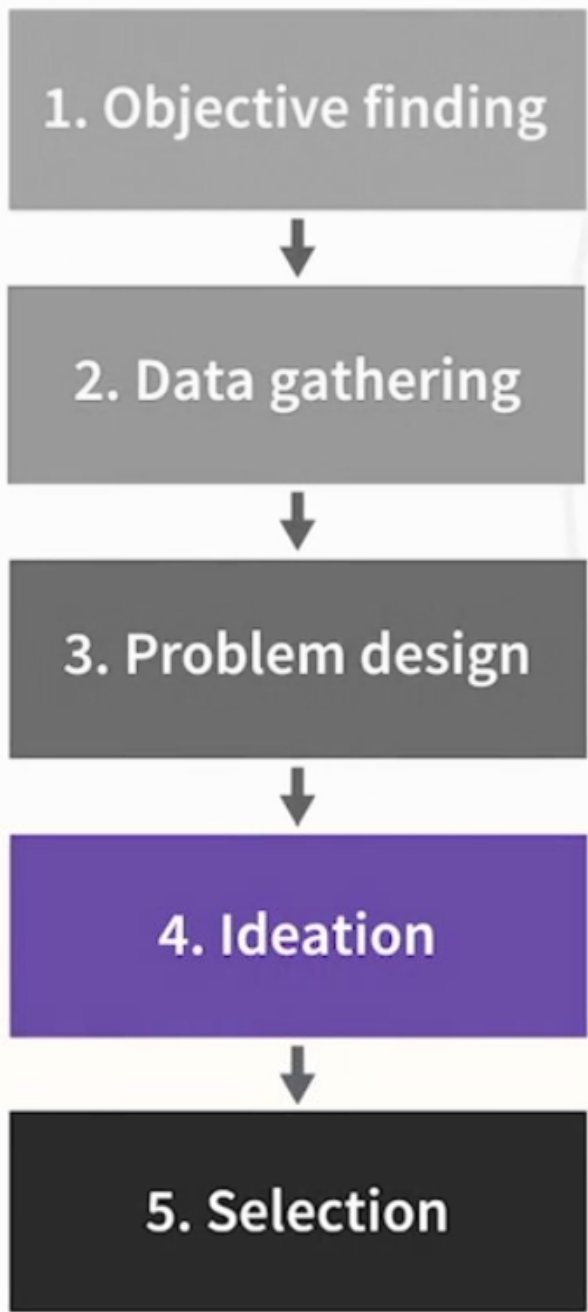 1. Objective finding
2. Data gathering
3. Problem design
4. Ideation
5. Selection